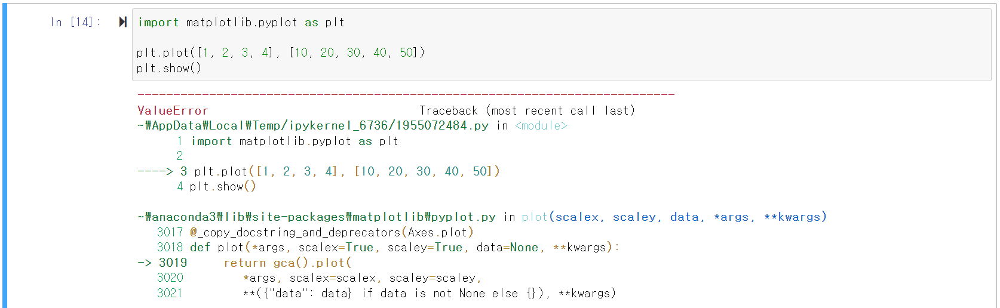 In [14]:
import matplotlib.pyplot as plt
plt.plot([1, 2, 3, 4], [10, 20, 30, 40, 50])
plt.show()
---------------------------------------------------------------------------
ValueError                                Traceback (most recent call last)
~₩AppData₩Local₩Temp/ipykernel_6736/1955072484.py in <module>
      1 import matplotlib.pyplot as plt
      2
----> 3 plt.plot([1, 2, 3, 4], [10, 20, 30, 40, 50])
      4 plt.show()
~₩anaconda3₩lib₩site-packages₩matplotlib₩pyplot.py in plot(scalex, scaley, data, *args, **kwargs)
   3017 @_copy_docstring_and_deprecators(Axes.plot)
   3018 def plot(*args, scalex=True, scaley=True, data=None, **kwargs):
-> 3019     return gca().plot(
   3020         *args, scalex=scalex, scaley=scaley,
   3021         **({"data": data} if data is not None else {}), **kwargs)